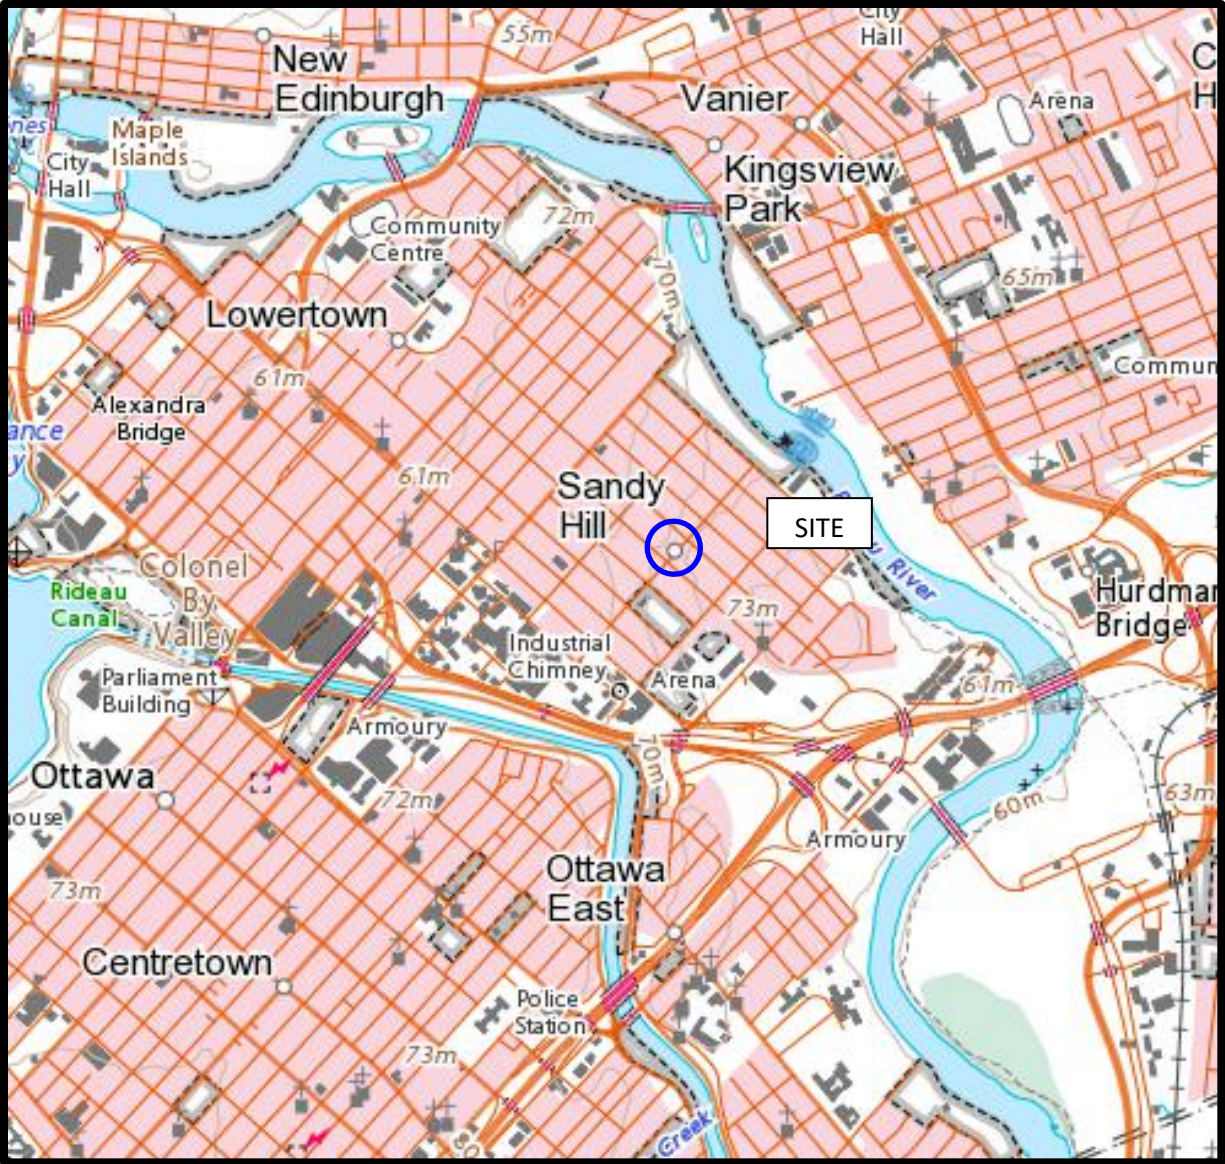 City
Hall
55m
New
Edinburgh
Vanier
C
H
Arena
nes
Maple
Islands
City
Hall
Kingsview
Park
72m
Community
Centre
70m
65m
Lowertown
Commun
61m
Alexandra
Bridge
ance
y
61m
Sandy
Hill
SITE
River
Colonel
By
Valley
Rideau
Canal
Hurdman
Bridge
73m
Industrial
Chimney
Arena
61m
Parliament
Building
Armoury
70m
Ottawa
72m
ouse
60m
63m
Armoury
Ottawa
East
73m
Centretown
Police
Station
73m
Creek